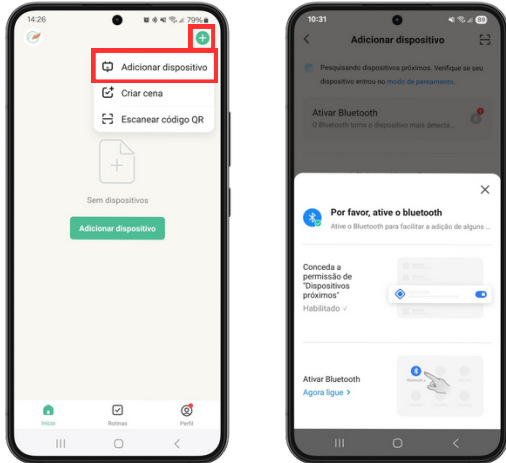 14:26
79%
Adicionar dispositivo
Criar cena
Escanear código QR
Sem dispositivos
Adicionar dispositivo
Início
Rotinas
Perfil
10:31
89
Adicionar dispositivo
Pesquisando dispositivos próximos. Verifique se seu
dispositivo entrou no modo de pareamento.
Ativar Bluetooth
O Bluetooth torna o dispositivo mais detectá...
Por favor, ative o bluetooth
Ative o Bluetooth para facilitar a adição de alguns ...
Conceda a
permissão de
"Dispositivos
próximos"
Habilitado ✓
Ativar Bluetooth
Agora ligue >